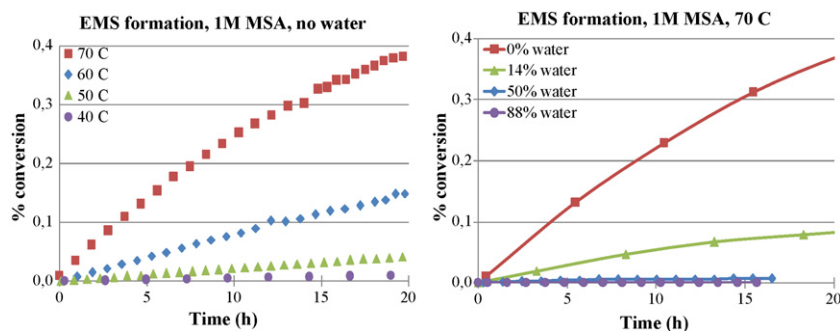 EMS formation, 1M MSA, no water
0,4
0,3
0,2
0,1
0,0
% conversion
70 C
60 C
50 C
40 C
0
5
10
15
20
Time (h)
EMS formation, 1M MSA, 70 C
0,4
0,3
0,2
0,1
0,0
% conversion
0% water
14% water
50% water
88% water
0
5
10
15
20
Time (h)